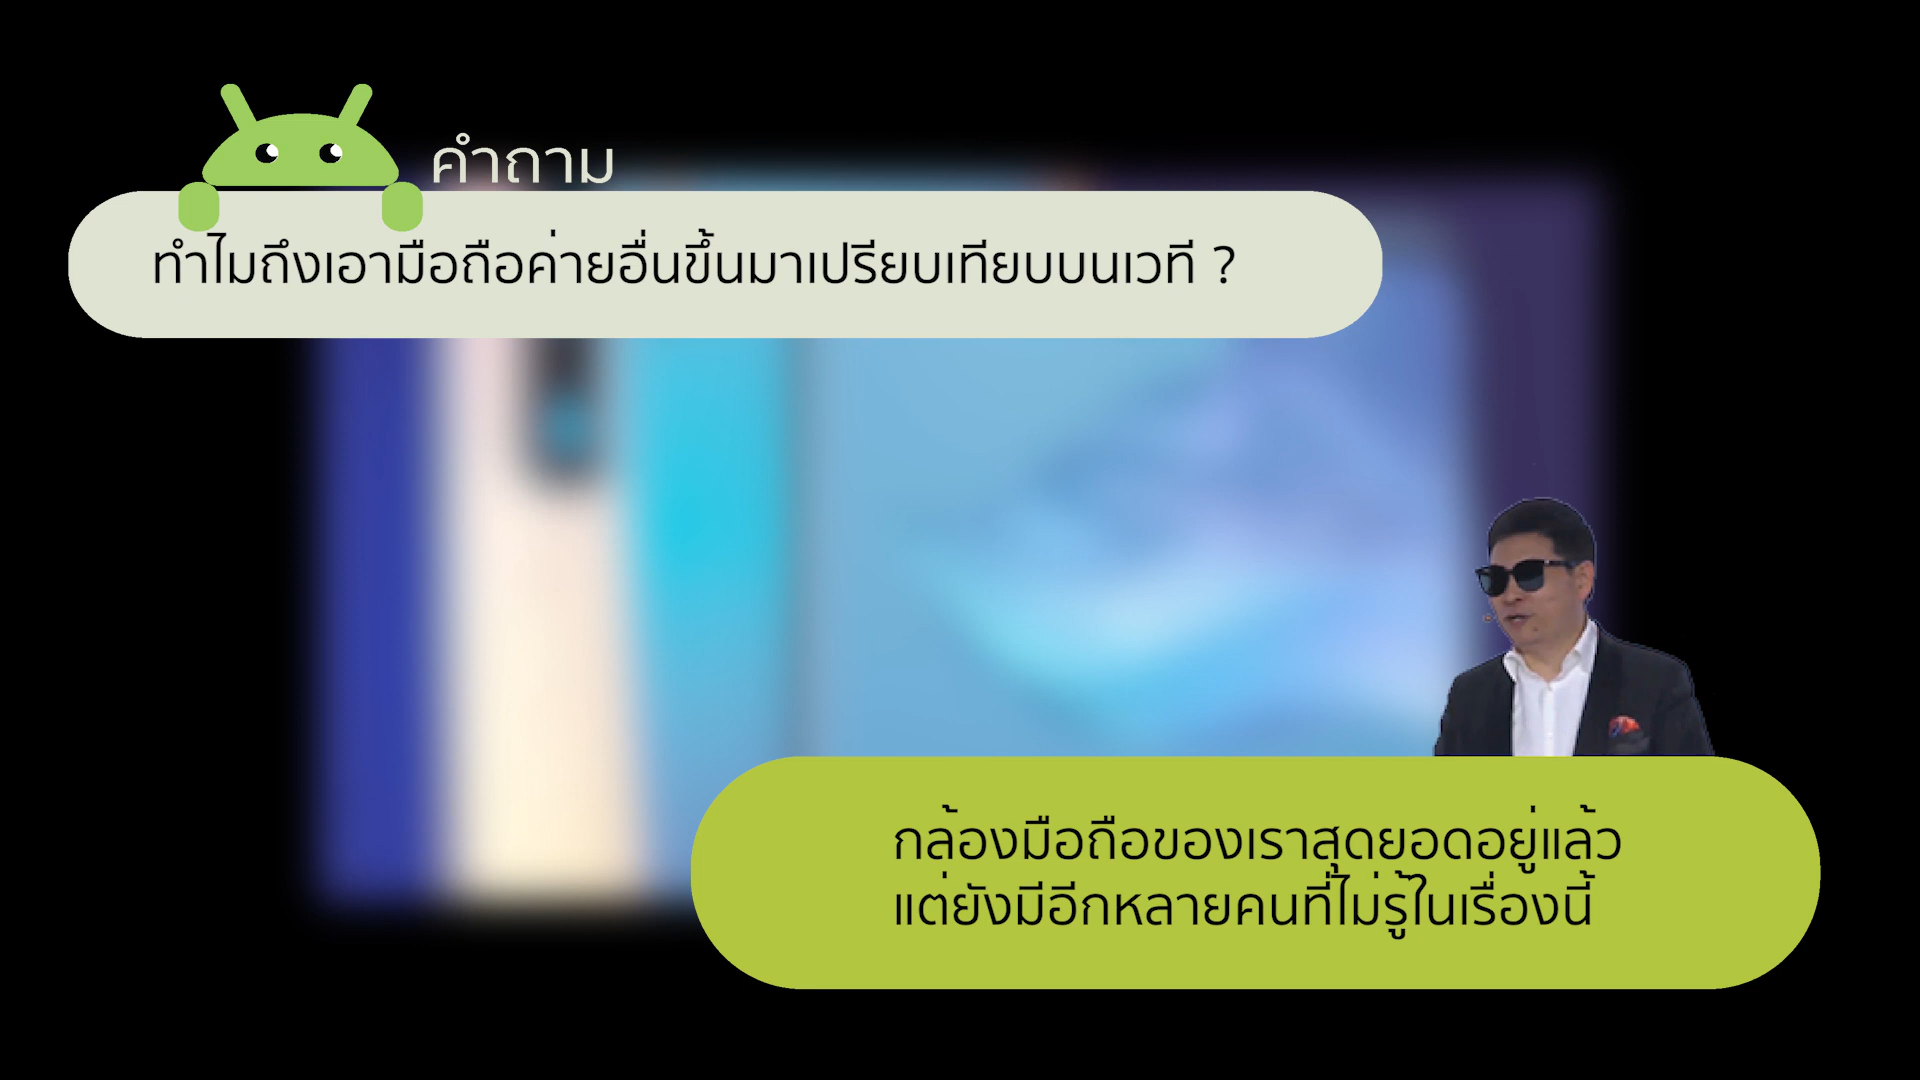 คำถาม
ทำไมถึงเอามือถือค่ายอื่นขึ้นมาเปรียบเทียบบนเวที ?
กล้องมือถือของเราสุดยอดอยู่แล้ว
แต่ยังมีอีกหลายคนที่ไม่รู้ในเรื่องนี้